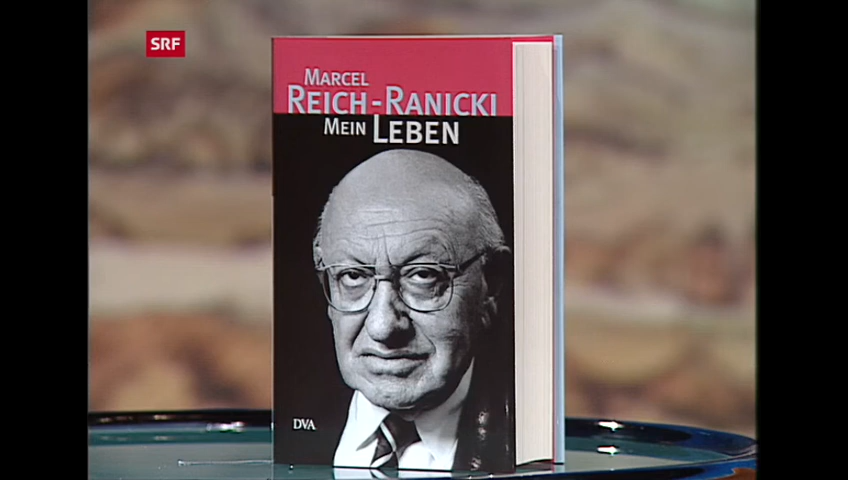 SRF
MARCEL
REICH-RANICKI
MEIN LEBEN
DVA